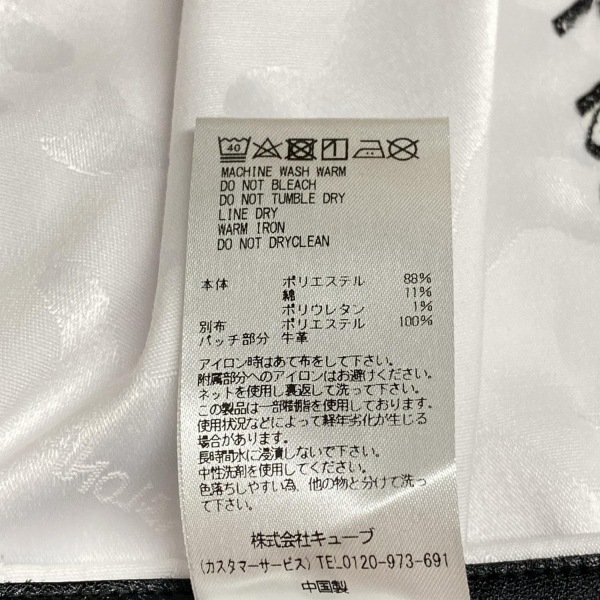 40
MACHINE WASH WARM
DO NOT BLEACH
DO NOT TUMBLE DRY
LINE DRY
WARM IRON
DO NOT DRYCLEAN
本体 ポリエステル 88%
綿 11%
ポリウレタン 1%
別布 ポリエステル 100%
パッチ部分 牛革
アイロン時はあて布をして下さい。
附属部分へのアイロンはお避けください。
ネットを使用し裏返して洗って下さい。
この製品は一部樹脂を使用しております。
使用状況などによって経年劣化が生じる
場合があります。
長時間水に浸漬しないで下さい。
中性洗剤を使用してください。
色落ちしやすい為、他の物と分けて洗っ
て下さい。
株式会社キューブ
(カスタマーサービス) TEL 0120-973-691
中国製